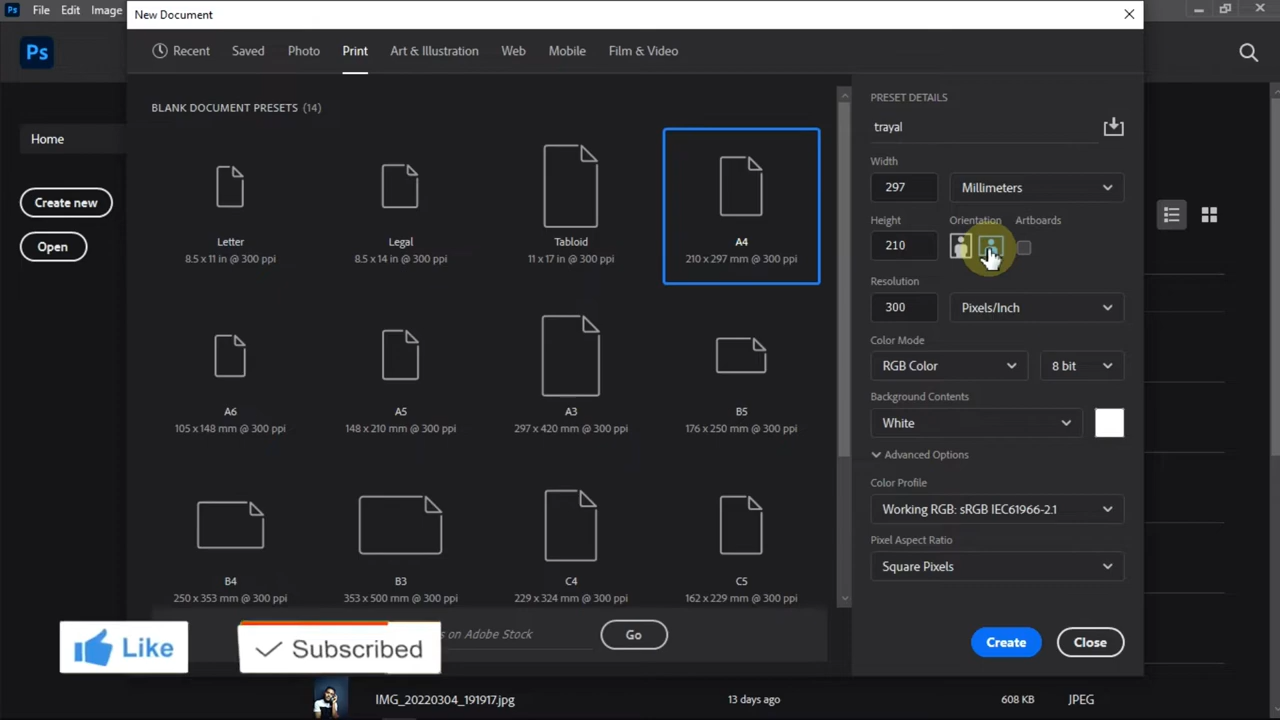 Ps File Edit Image
New Document
Ps
Recent Saved Photo Print Art & Illustration Web Mobile Film & Video
Home
Create new
Open
BLANK DOCUMENT PRESETS (14)
Letter
8.5 x 11 in @ 300 ppi
Legal
8.5 x 14 in @ 300 ppi
Tabloid
11 x 17 in @ 300 ppi
A4
210 x 297 mm @ 300 ppi
A6
105 x 148 mm @ 300 ppi
A5
148 x 210 mm @ 300 ppi
A3
297 x 420 mm @ 300 ppi
B5
176 x 250 mm @ 300 ppi
B4
250 x 353 mm @ 300 ppi
B3
353 x 500 mm @ 300 ppi
C4
229 x 324 mm @ 300 ppi
C5
162 x 229 mm @ 300 ppi
on Adobe Stock
Go
PRESET DETAILS
trayal
Width
297 Millimeters
Height Orientation Artboards
210
Resolution
300 Pixels/Inch
Color Mode
RGB Color 8 bit
Background Contents
White
Advanced Options
Color Profile
Working RGB: sRGB IEC61966-2.1
Pixel Aspect Ratio
Square Pixels
Create Close
Like
Subscribed
IMG_20220304_191917.jpg 13 days ago 608 KB JPEG